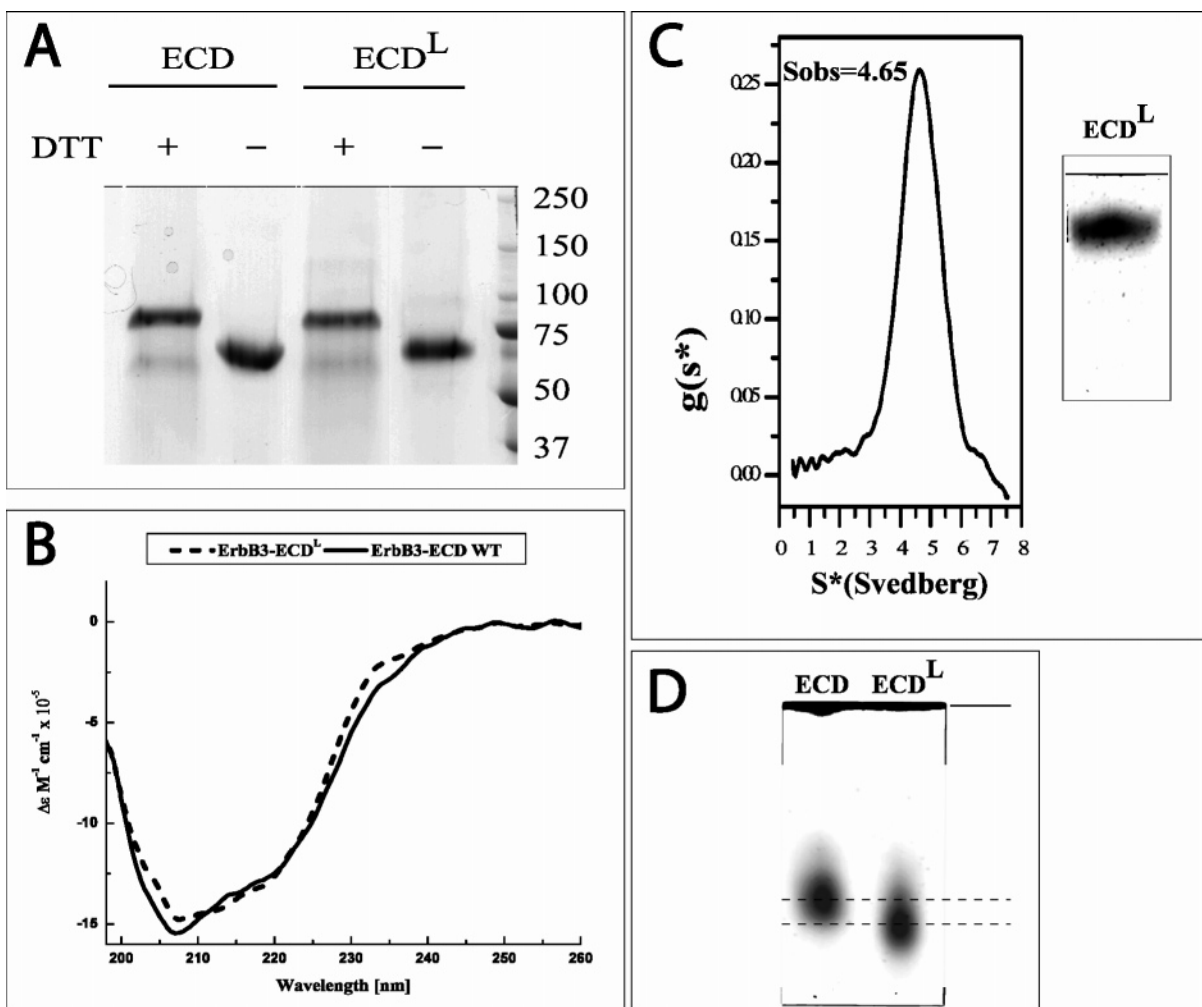 A
ECD ECD^L
DTT + − + −
250
150
100
75
50
37
B
ErbB3-ECD^L ErbB3-ECD WT
0
-5
-10
-15
Δε M⁻¹ cm⁻¹ x 10⁻⁵
200 210 220 230 240 250 260
Wavelength [nm]
C
Sobs=4.65
0.25
0.20
0.15
0.10
0.05
0.00
g(s*)
0 1 2 3 4 5 6 7 8
S*(Svedberg)
ECD^L
D
ECD ECD^L